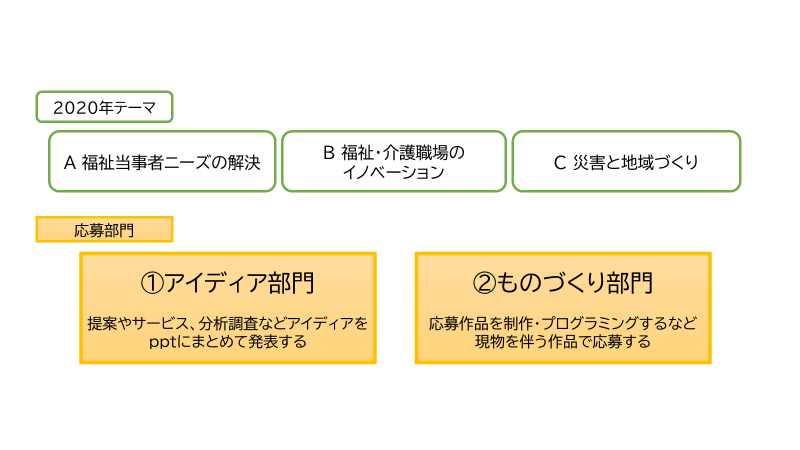 2020年テーマ
A 福祉当事者ニーズの解決
B 福祉・介護職場の
イノベーション
C 災害と地域づくり
応募部門
①アイディア部門
提案やサービス、分析調査などアイディアを
pptにまとめて発表する
②ものづくり部門
応募作品を制作・プログラミングするなど
現物を伴う作品で応募する